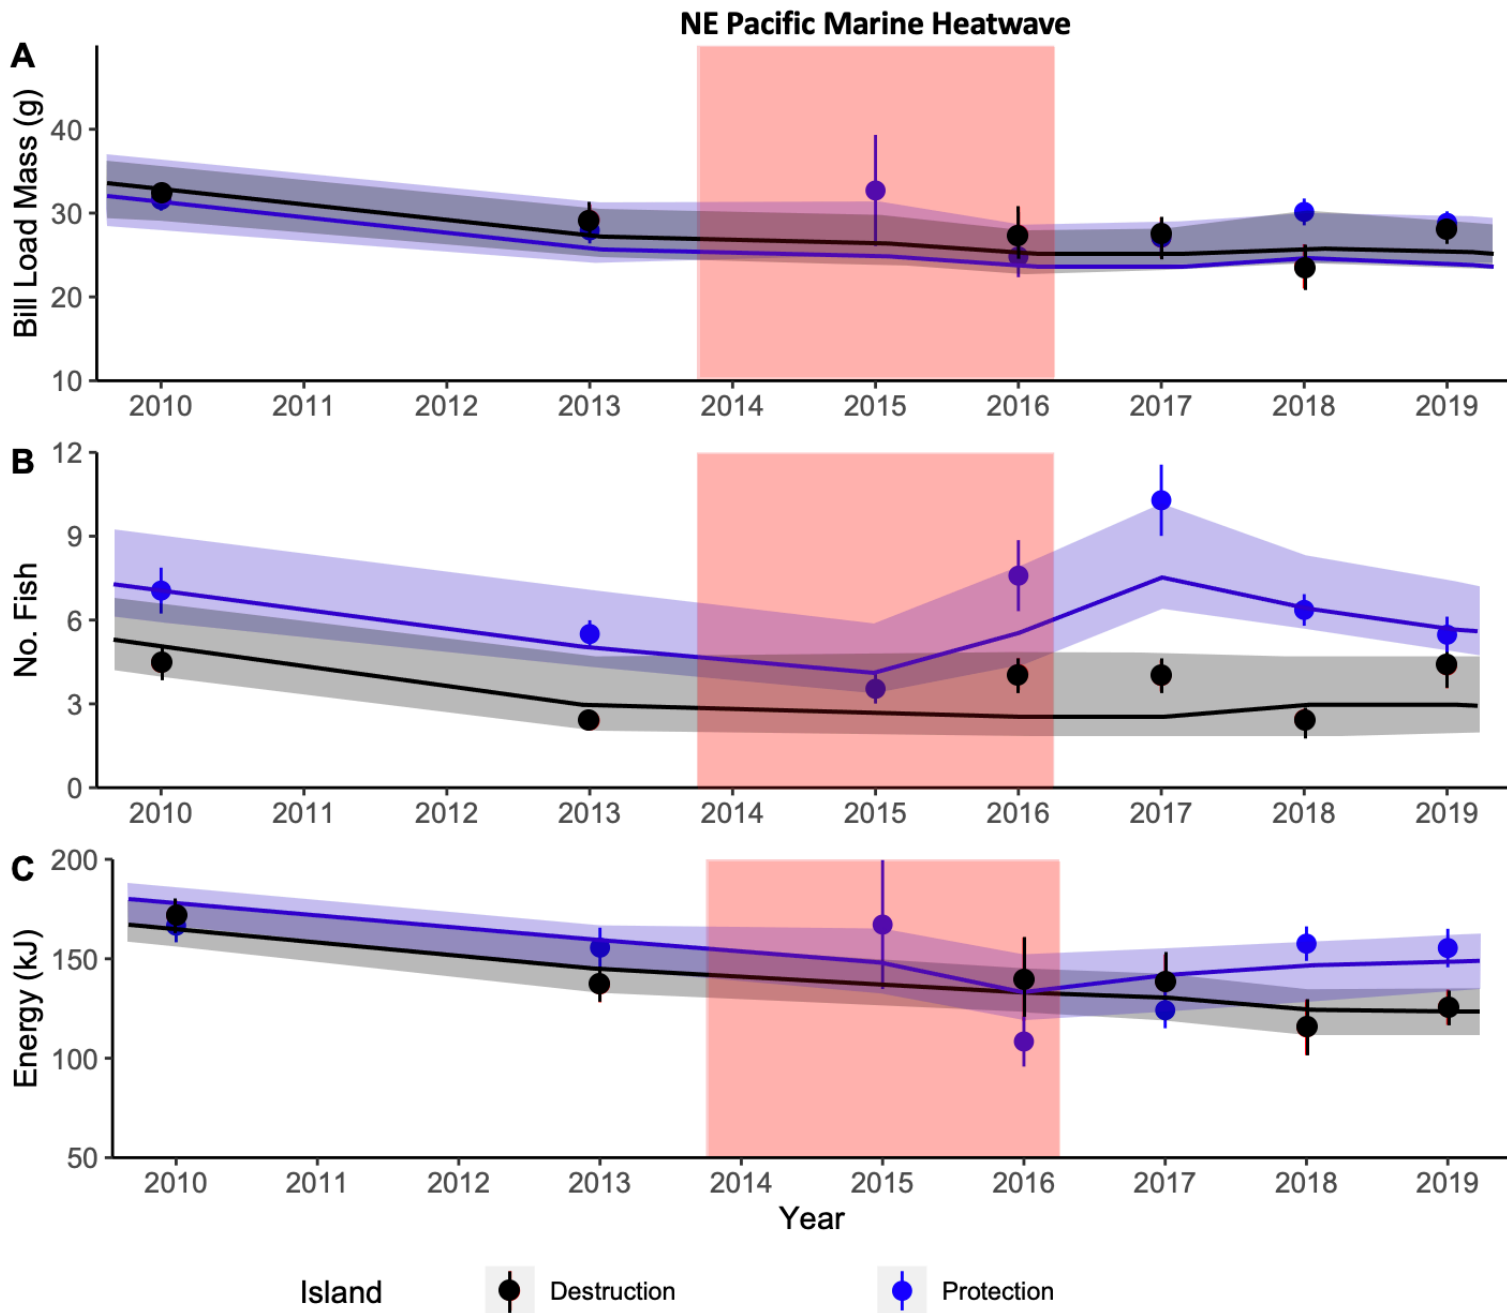 NE Pacific Marine Heatwave
A
Bill Load Mass (g)
40
30
20
10
2010 2011 2012 2013 2014 2015 2016 2017 2018 2019
B
No. Fish
12
9
6
3
0
2010 2011 2012 2013 2014 2015 2016 2017 2018 2019
C
Energy (kJ)
200
150
100
50
2010 2011 2012 2013 2014 2015 2016 2017 2018 2019
Year
Island Destruction Protection